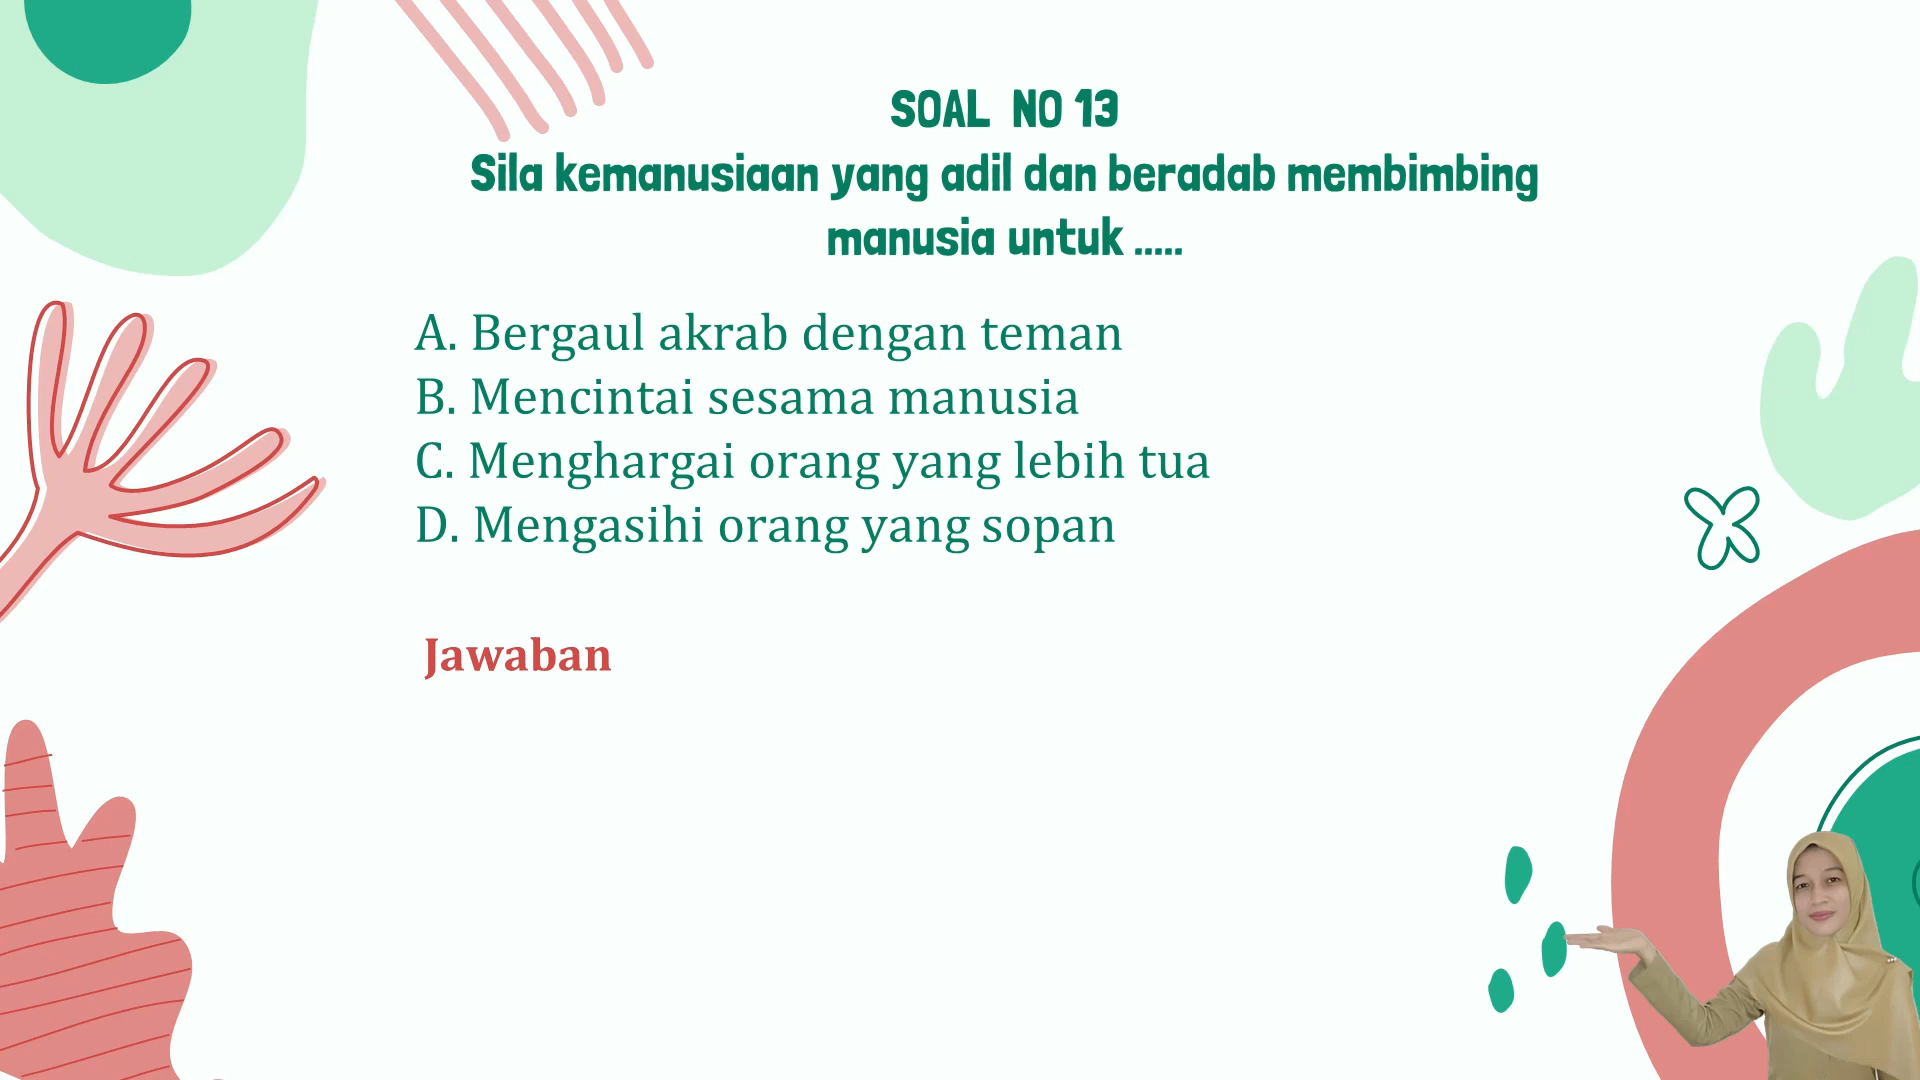 SOAL NO 13
Sila kemanusiaan yang adil dan beradab membimbing
manusia untuk .....
A. Bergaul akrab dengan teman
B. Mencintai sesama manusia
C. Menghargai orang yang lebih tua
D. Mengasihi orang yang sopan
Jawaban